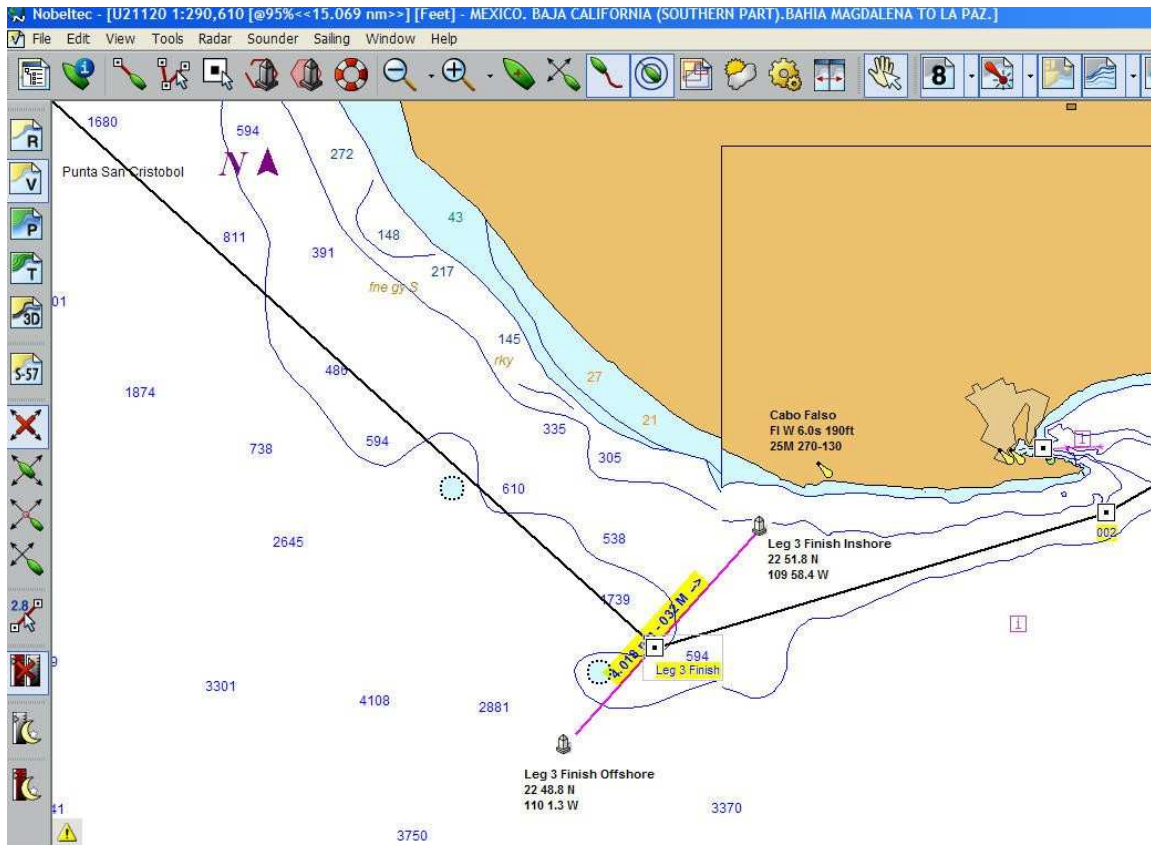 Nobeltec - [U21120 1:290,610 [@95%<<15.069 nm>>] [Feet] - MEXICO. BAJA CALIFORNIA (SOUTHERN PART).BAHIA MAGDALENA TO LA PAZ.]
File Edit View Tools Radar Sounder Sailing Window Help
8
R
V
P
T
3D
S-57
2.8
1680
594
272
N
Punta San Cristobol
43
811
148
391
217
fne gy S
01
145
rky
486
27
1874
21
594
335
738
305
Cabo Falso
Fl W 6.0s 190ft
25M 270-130
610
2645
538
002
Leg 3 Finish Inshore
22 51.8 N
109 58.4 W
1739
4.018 nm - 032 M ->
594
Leg 3 Finish
9
3301
4108
2881
Leg 3 Finish Offshore
22 48.8 N
110 1.3 W
3370
41
3750